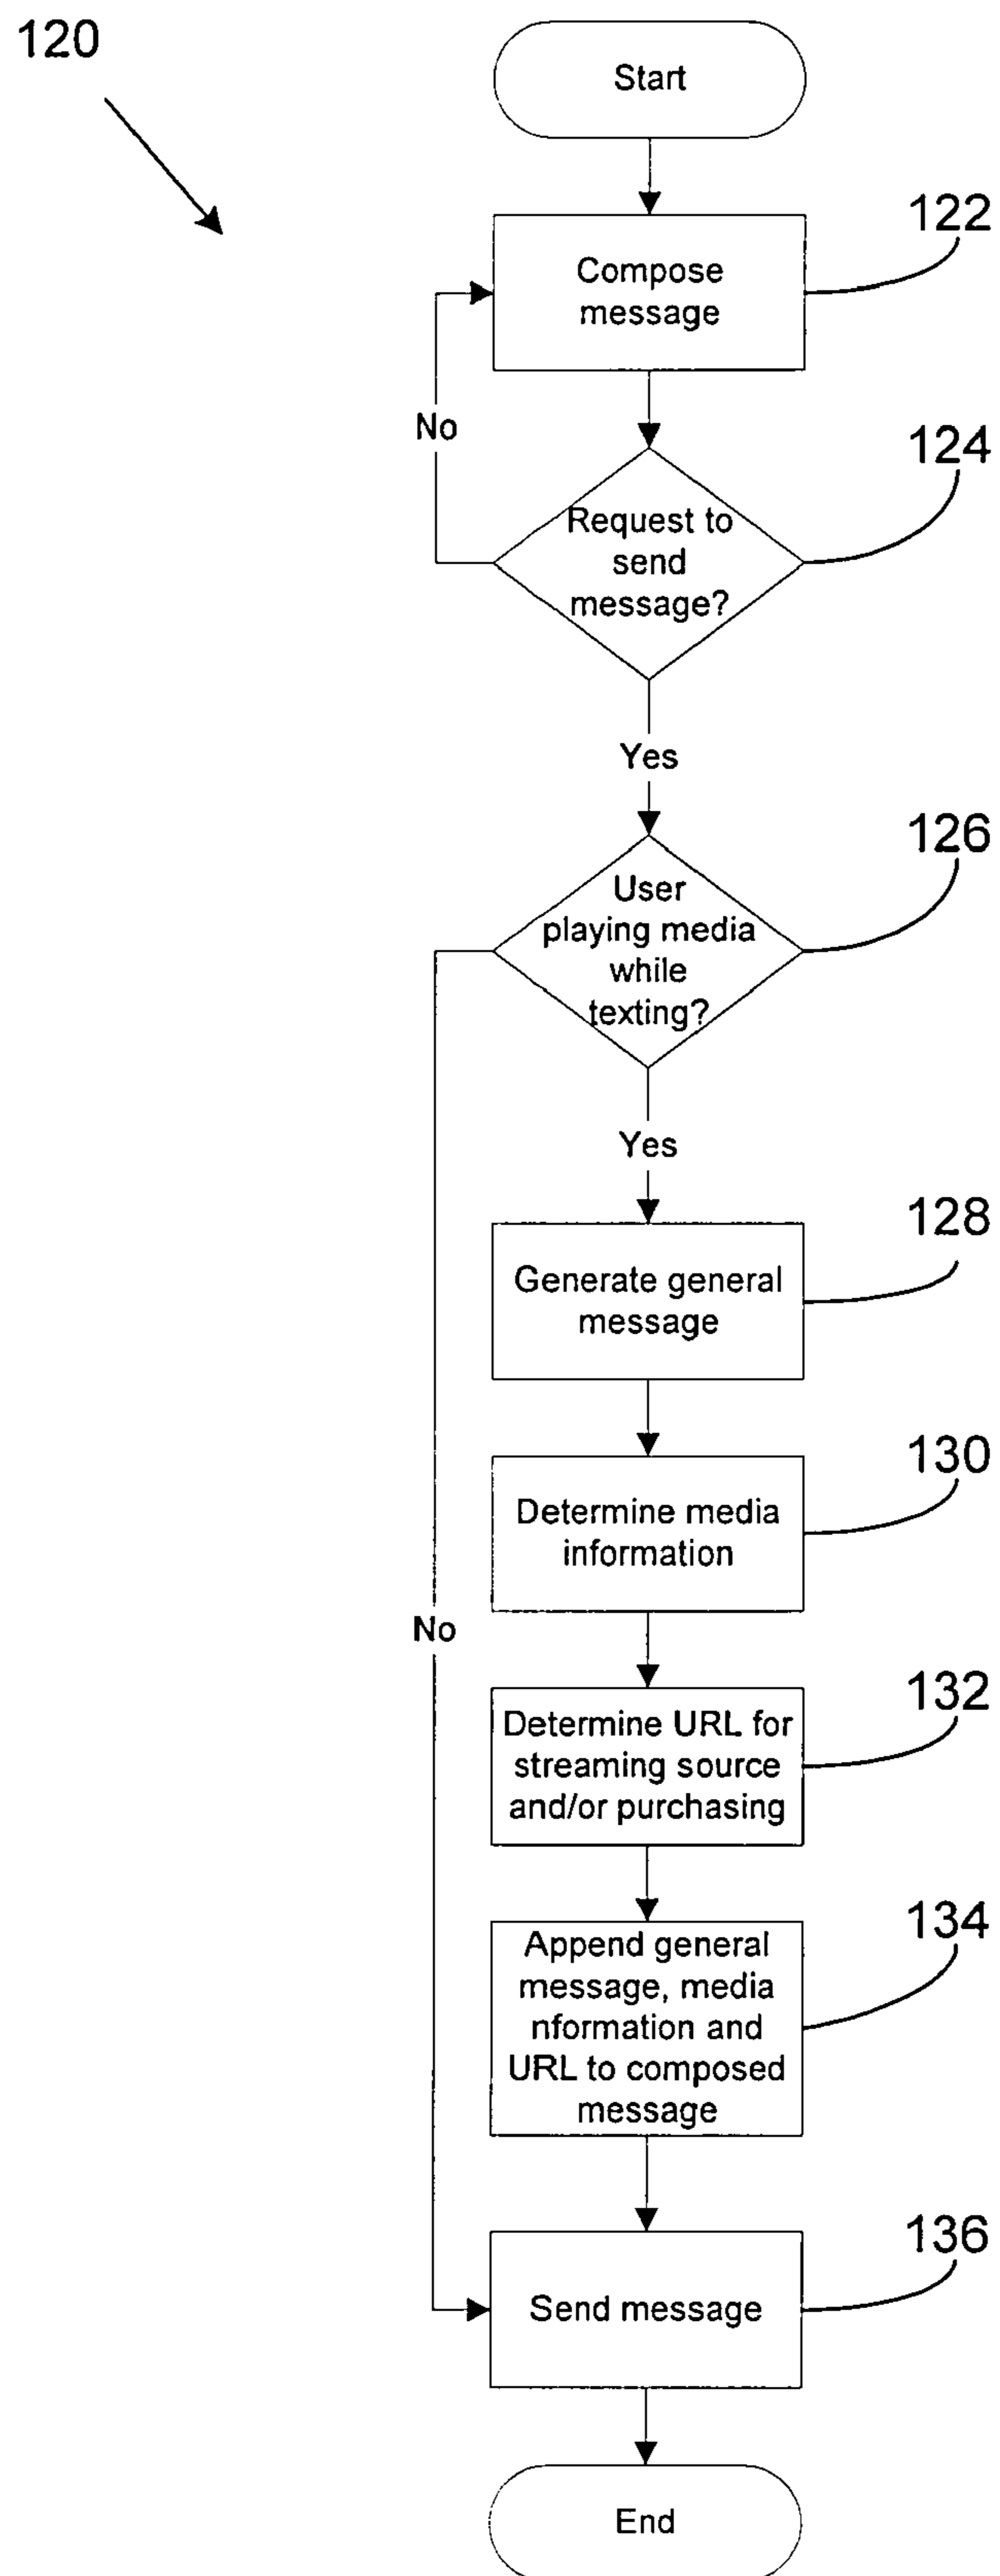 120
Start
122
Compose
message
No
124
Request to
send
message?
Yes
126
User
playing media
while
texting?
Yes
128
Generate general
message
130
Determine media
information
No
132
Determine URL for
streaming source
and/or purchasing
134
Append general
message, media
nformation and
URL to composed
message
136
Send message
End